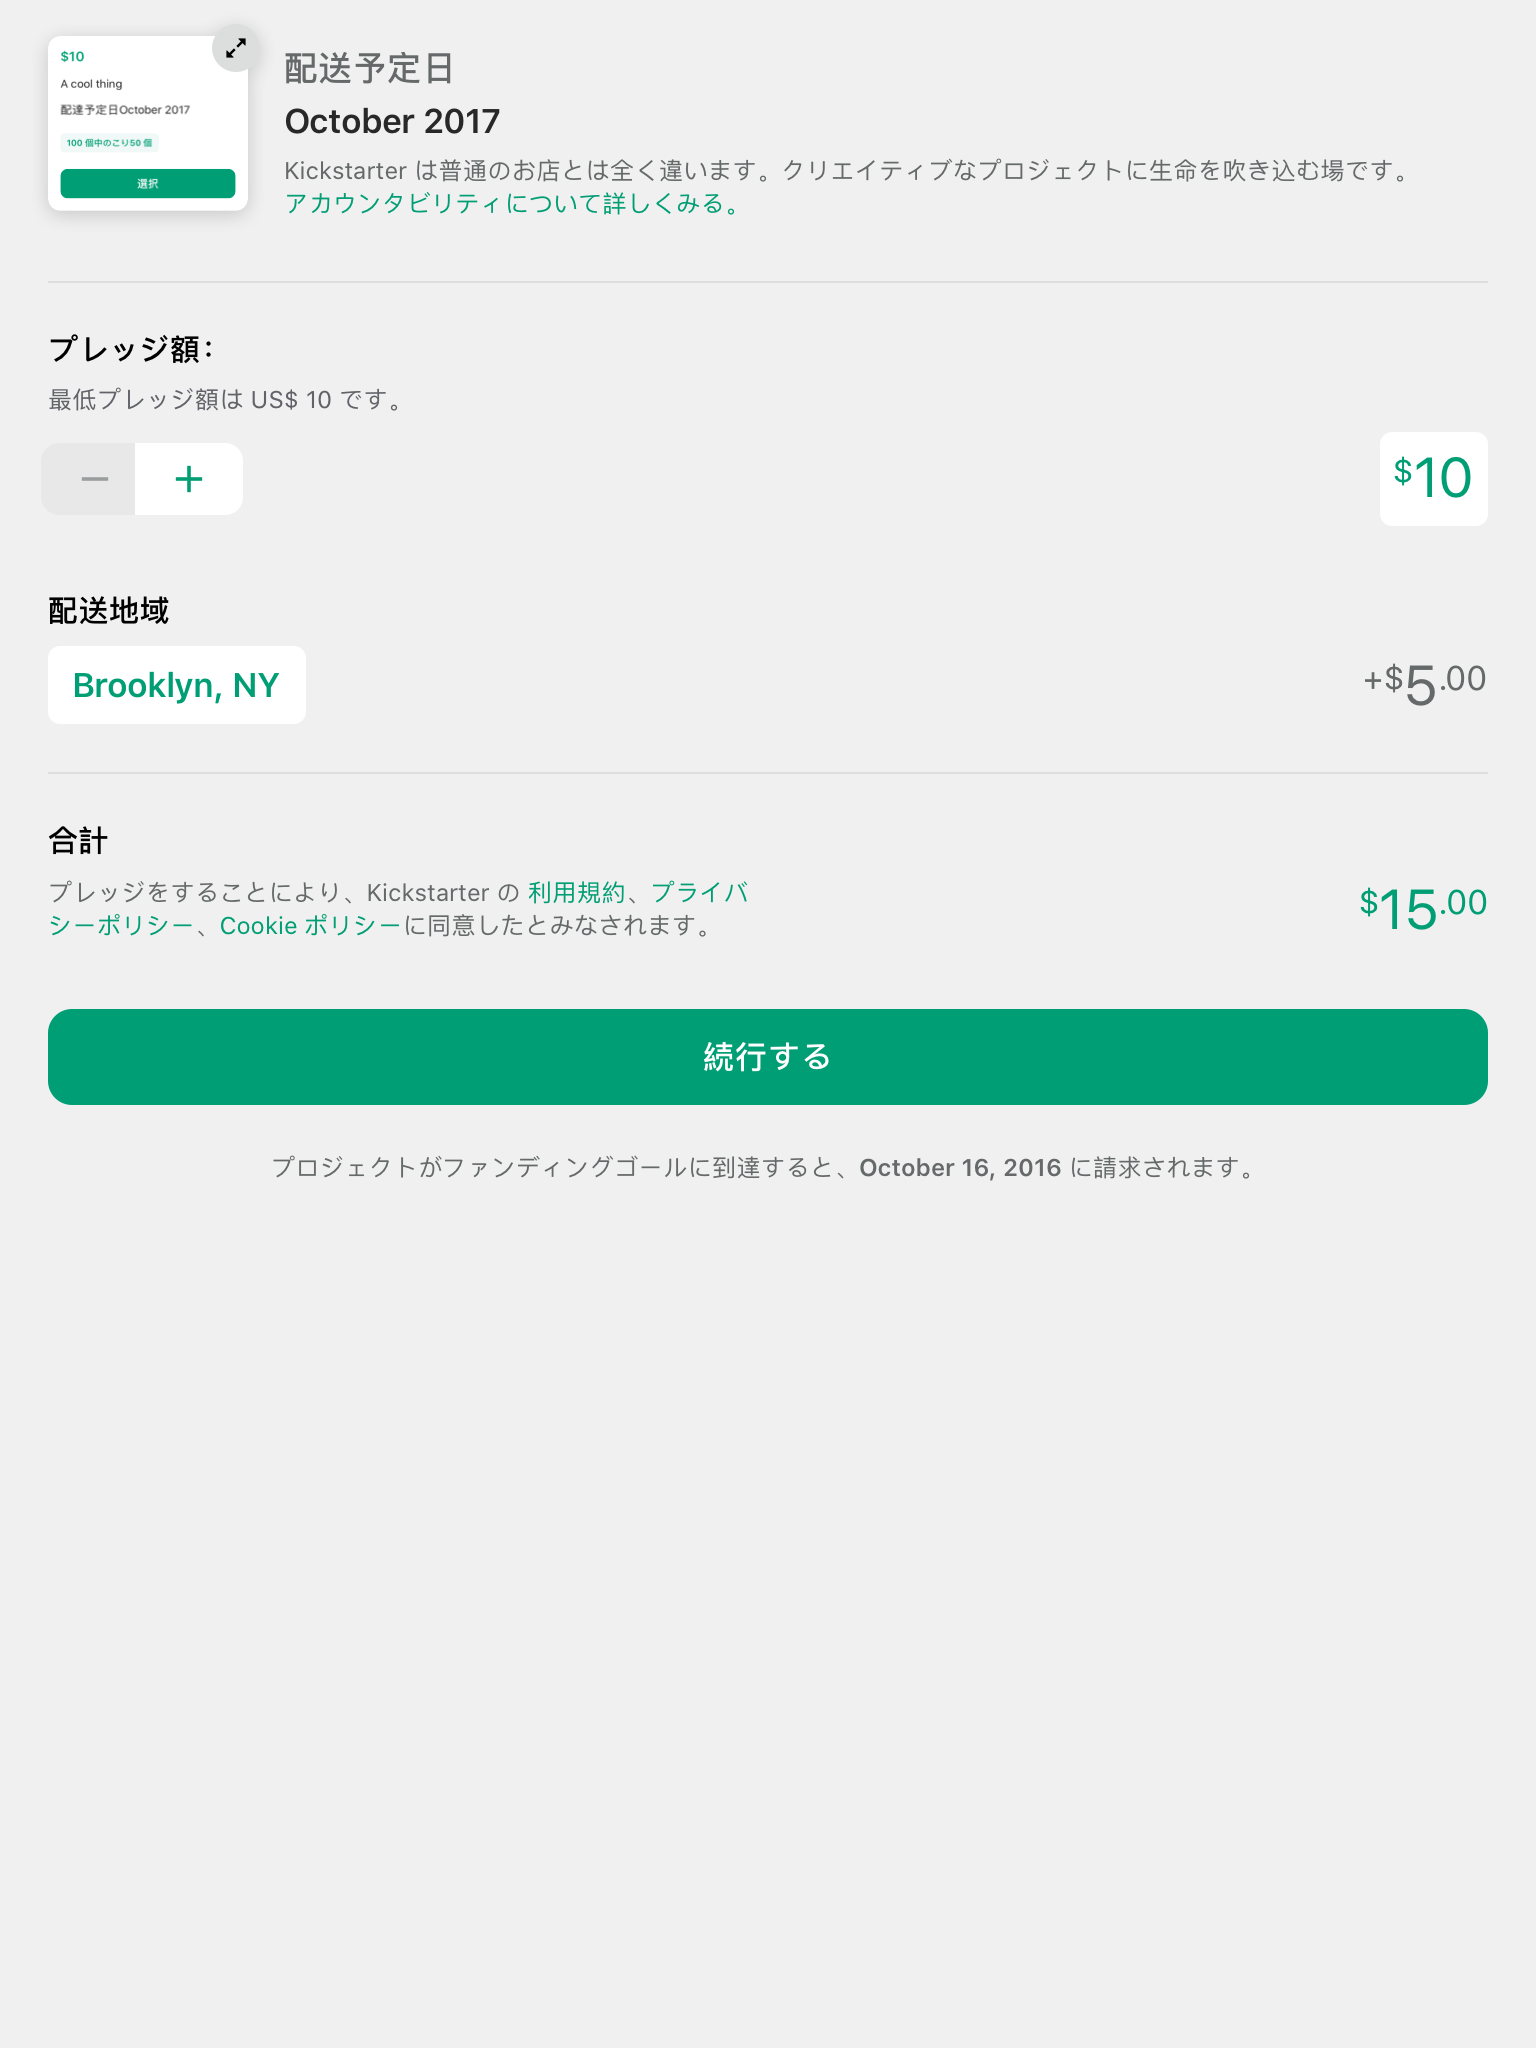 $10
A cool thing
配達予定日October 2017
100 個中のこり50 個
選択
配送予定日
October 2017
Kickstarter は普通のお店とは全く違います。クリエイティブなプロジェクトに生命を吹き込む場です。
アカウンタビリティについて詳しくみる。
プレッジ額：
最低プレッジ額は US$ 10 です。
$10
配送地域
Brooklyn, NY
+$5.00
合計
プレッジをすることにより、Kickstarter の 利用規約、プライバ
シーポリシー、Cookie ポリシーに同意したとみなされます。
$15.00
続行する
プロジェクトがファンディングゴールに到達すると、October 16, 2016 に請求されます。